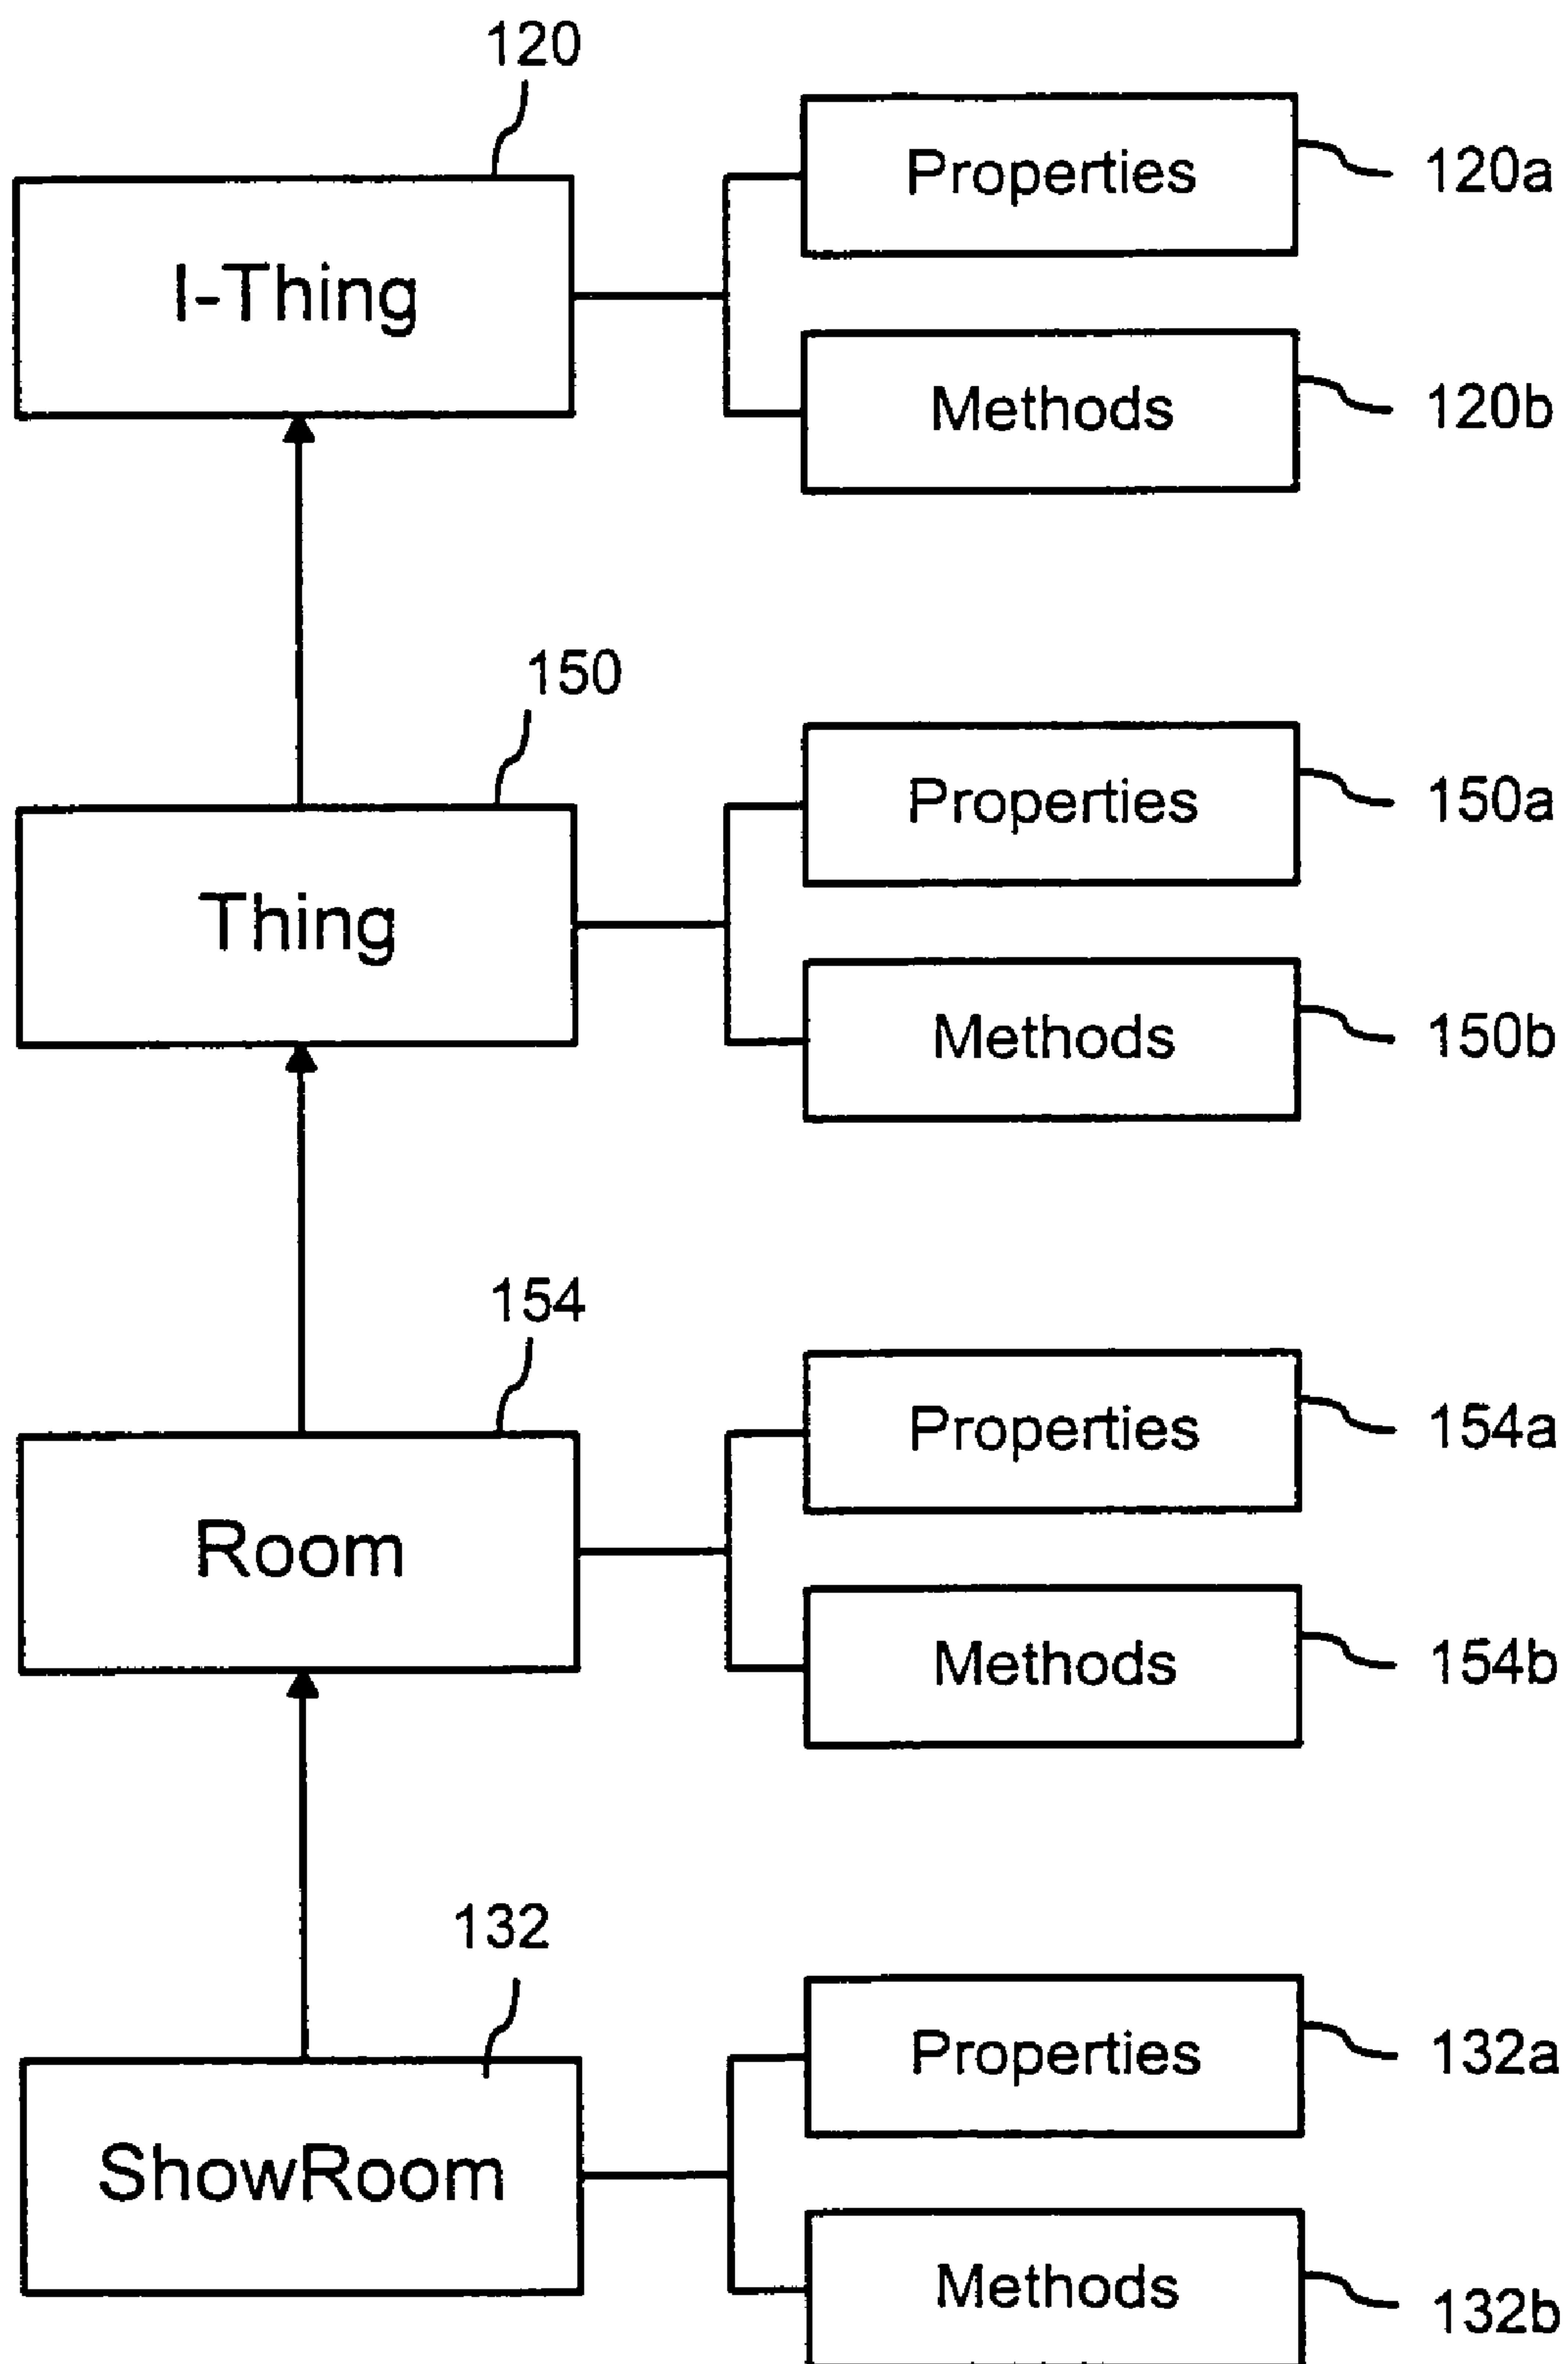 120
Properties
120a
I-Thing
Methods
120b
150
Properties
150a
Thing
Methods
150b
154
Properties
154a
Room
Methods
154b
132
Properties
132a
ShowRoom
Methods
132b